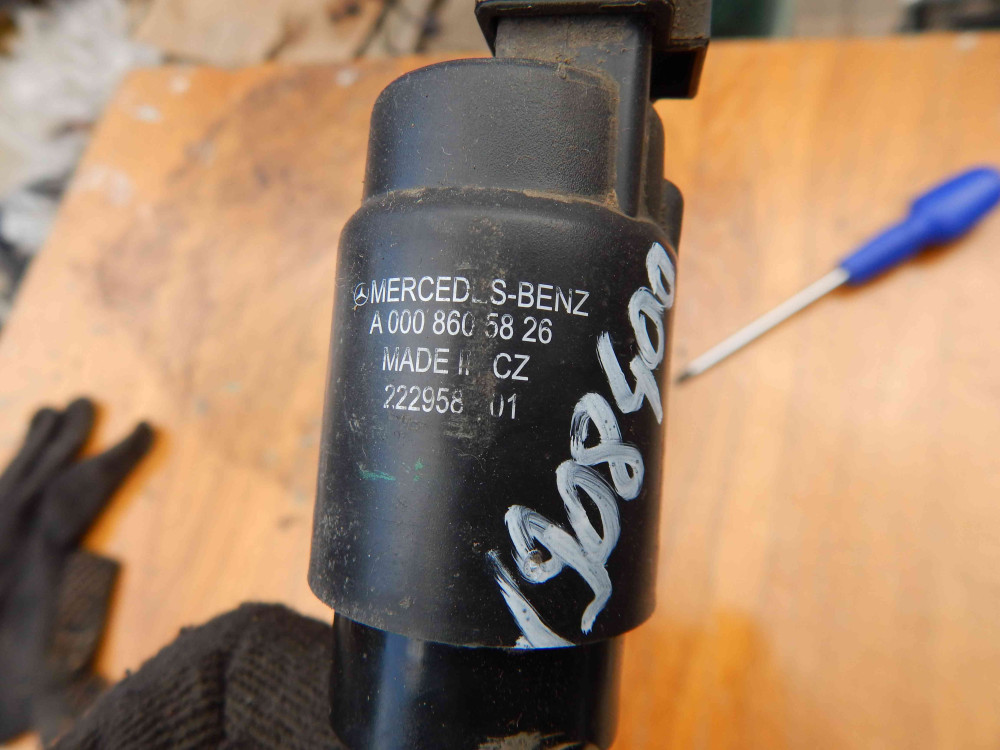 MERCEDES-BENZ
A 000 860 58 26
MADE IN CZ
222958 01